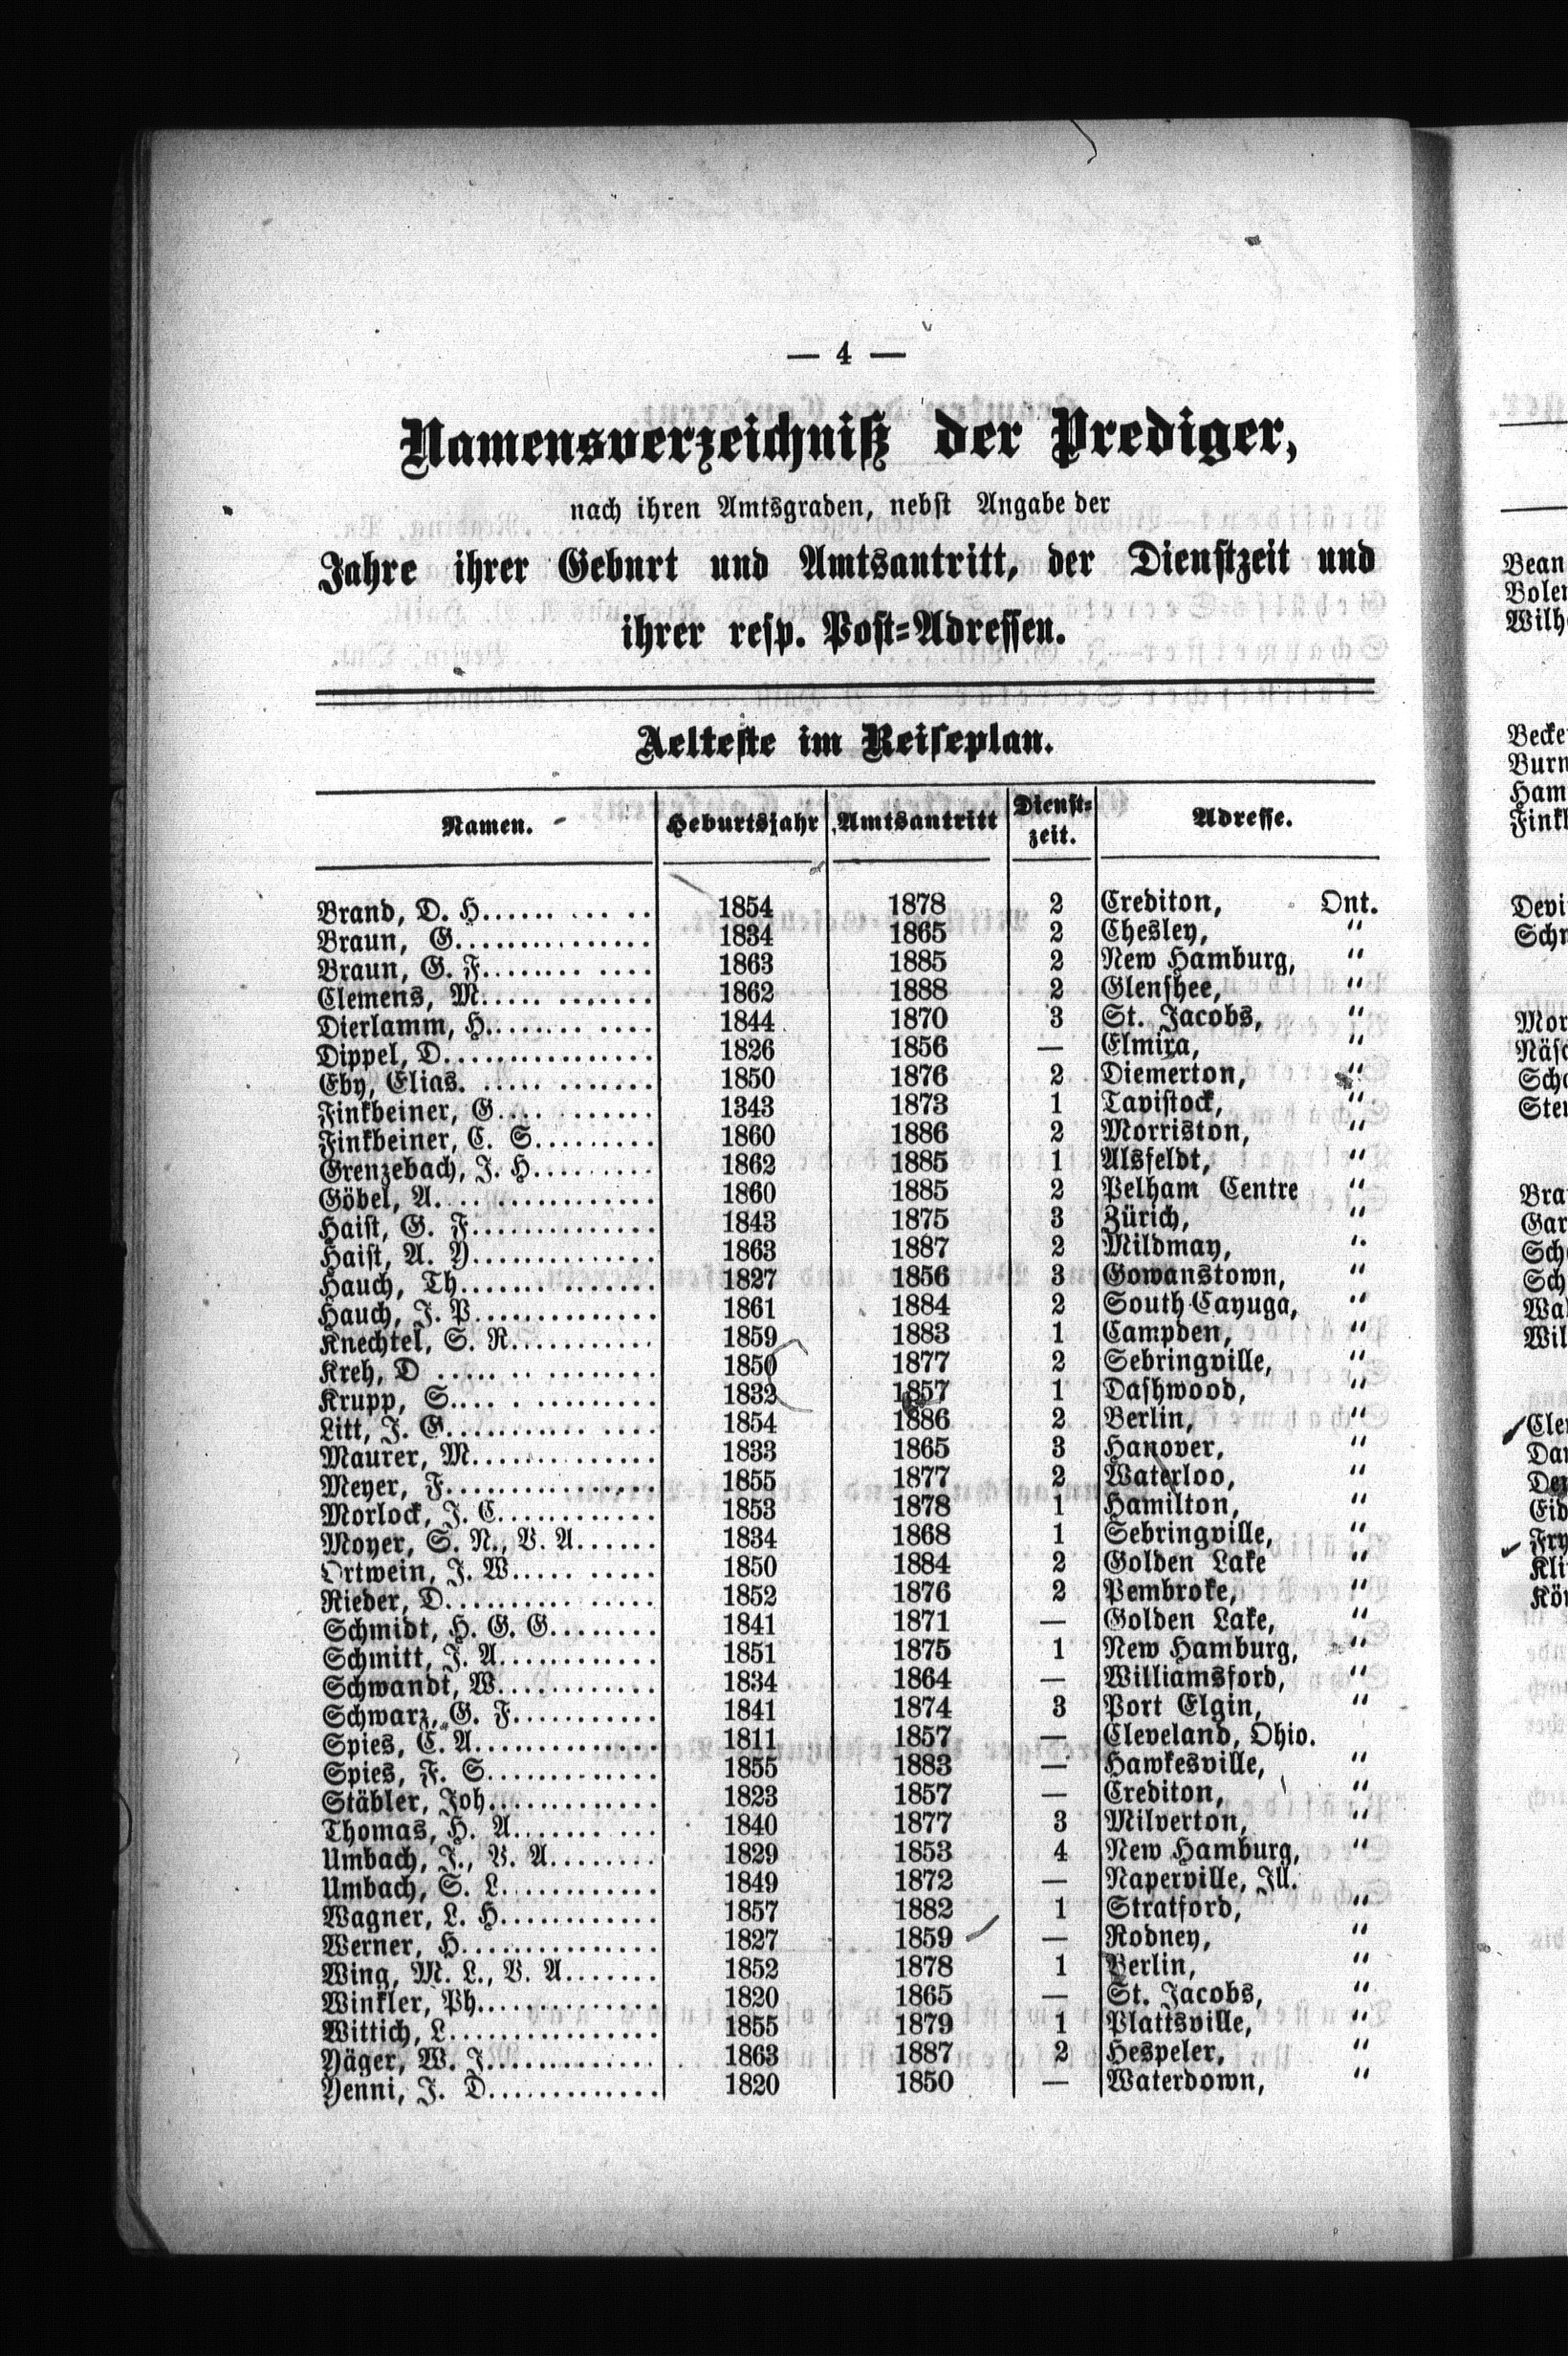 — 4 —
Namensverzeichniß der Prediger,
nach ihren Amtsgraden, nebst Angabe der
Jahre ihrer Geburt und Amtsantritt, der Dienstzeit und
ihrer resp. Post-Adressen.
Aelteste im Reiseplan.
Namen. Geburtsjahr Amtsantritt Dienst-zeit. Adresse.
Brand, D. H. 1854 1878 2 Crediton, Ont.
Braun, G. 1834 1865 2 Chesley, "
Braun, G. F. 1863 1885 2 New Hamburg, "
Clemens, M. 1862 1888 2 Glenshee, "
Dierlamm, H. 1844 1870 3 St. Jacobs, "
Dippel, D. 1826 1856 — Elmira, "
Eby, Elias. 1850 1876 2 Diemerton, "
Finkbeiner, G. 1343 1873 1 Tavistock, "
Finkbeiner, C. S. 1860 1886 2 Morriston, "
Grenzebach, J. H. 1862 1885 1 Alsfeldt, "
Göbel, A. 1860 1885 2 Pelham Centre "
Haist, G. F. 1843 1875 3 Zürich, "
Haist, A. Y. 1863 1887 2 Mildmay, "
Hauch, Th. 1827 1856 3 Gowanstown, "
Hauch, J. P. 1861 1884 2 South Cayuga, "
Knechtel, S. R. 1859 1883 1 Campden, "
Kreh, D 1850 1877 2 Sebringville, "
Krupp, S. 1832 1857 1 Dashwood, "
Litt, J. G. 1854 1886 2 Berlin, "
Maurer, M. 1833 1865 3 Hanover, "
Meyer, F. 1855 1877 2 Waterloo, "
Morlock, J. C. 1853 1878 1 Hamilton, "
Moyer, S. N., V. A. 1834 1868 1 Sebringville, "
Ortwein, J. W. 1850 1884 2 Golden Lake "
Rieder, D. 1852 1876 2 Pembroke, "
Schmidt, H. G. G. 1841 1871 — Golden Lake, "
Schmitt, J. A. 1851 1875 1 New Hamburg, "
Schwandt, W. 1834 1864 — Williamsford, "
Schwarz, G. F. 1841 1874 3 Port Elgin, "
Spies, C. A. 1811 1857 — Cleveland, Ohio.
Spies, F. S. 1855 1883 — Hawkesville, "
Stäbler, Joh. 1823 1857 — Crediton, "
Thomas, H. A. 1840 1877 3 Milverton, "
Umbach, J., V. A. 1829 1853 4 New Hamburg, "
Umbach, S. L. 1849 1872 — Naperville, Ill.
Wagner, L. H. 1857 1882 1 Stratford, "
Werner, H. 1827 1859 — Rodney, "
Wing, M. L., V. A. 1852 1878 1 Berlin, "
Winkler, Ph. 1820 1865 — St. Jacobs, "
Wittich, L. 1855 1879 1 Plattsville, "
Yäger, W. J. 1863 1887 2 Hespeler, "
Yenni, J. D. 1820 1850 — Waterdown, "